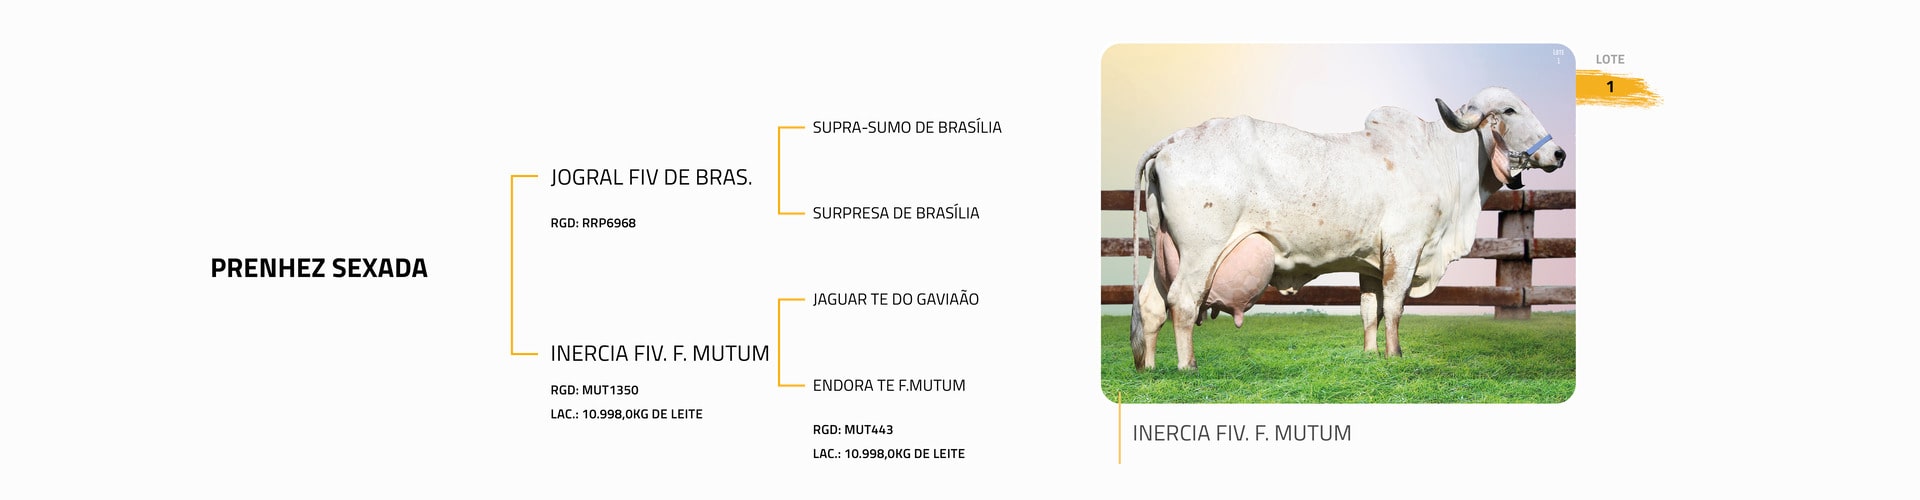 PRENHEZ SEXADA
JOGRAL FIV DE BRAS.
RGD: RRP6968
INERCIA FIV. F. MUTUM
RGD: MUT1350
LAC.: 10.998,0KG DE LEITE
SUPRA-SUMO DE BRASÍLIA
SURPRESA DE BRASÍLIA
JAGUAR TE DO GAVIAÃO
ENDORA TE F.MUTUM
RGD: MUT443
LAC.: 10.998,0KG DE LEITE
LOTE
1
LOTE
1
INERCIA FIV. F. MUTUM